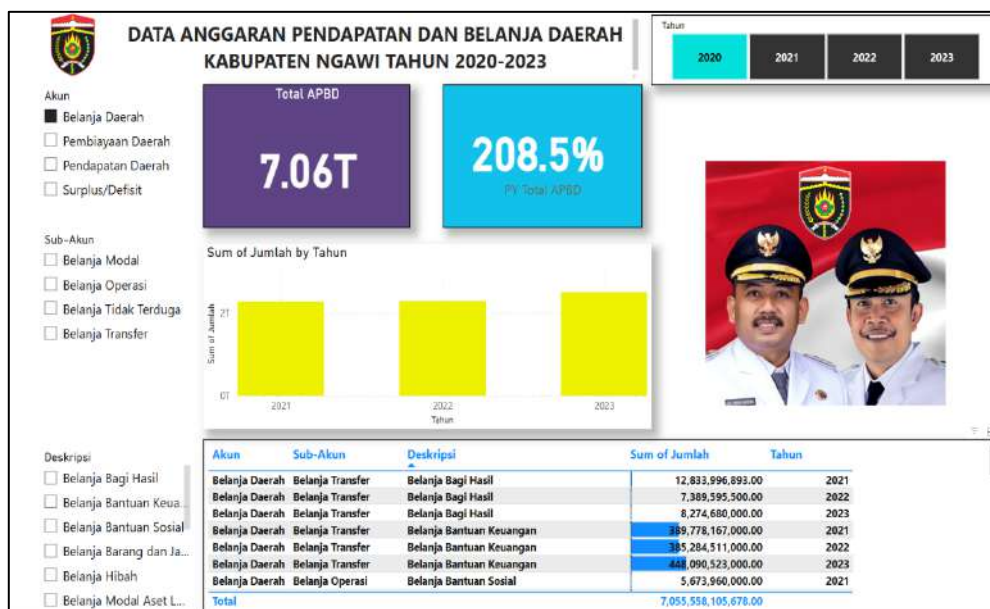 DATA ANGGARAN PENDAPATAN DAN BELANJA DAERAH
KABUPATEN NGAWI TAHUN 2020-2023
Tahun
2020 2021 2022 2023
Akun
Belanja Daerah
Pembiayaan Daerah
Pendapatan Daerah
Surplus/Defisit
Total APBD
7.06T
208.5%
PY Total APBD
Sub-Akun
Belanja Modal
Belanja Operasi
Belanja Tidak Terduga
Belanja Transfer
Sum of Jumlah by Tahun
Sum of Jumlah
2T
0T
2021 2022 2023
Tahun
Deskripsi
Belanja Bagi Hasil
Belanja Bantuan Keua...
Belanja Bantuan Sosial
Belanja Barang dan Ja...
Belanja Hibah
Belanja Modal Aset L...
Akun Sub-Akun Deskripsi Sum of Jumlah Tahun
Belanja Daerah Belanja Transfer Belanja Bagi Hasil 12,833,996,893.00 2021
Belanja Daerah Belanja Transfer Belanja Bagi Hasil 7,389,595,500.00 2022
Belanja Daerah Belanja Transfer Belanja Bagi Hasil 8,274,680,000.00 2023
Belanja Daerah Belanja Transfer Belanja Bantuan Keuangan 389,778,167,000.00 2021
Belanja Daerah Belanja Transfer Belanja Bantuan Keuangan 385,284,511,000.00 2022
Belanja Daerah Belanja Transfer Belanja Bantuan Keuangan 448,090,523,000.00 2023
Belanja Daerah Belanja Operasi Belanja Bantuan Sosial 5,673,960,000.00 2021
Total 7,055,558,105,678.00